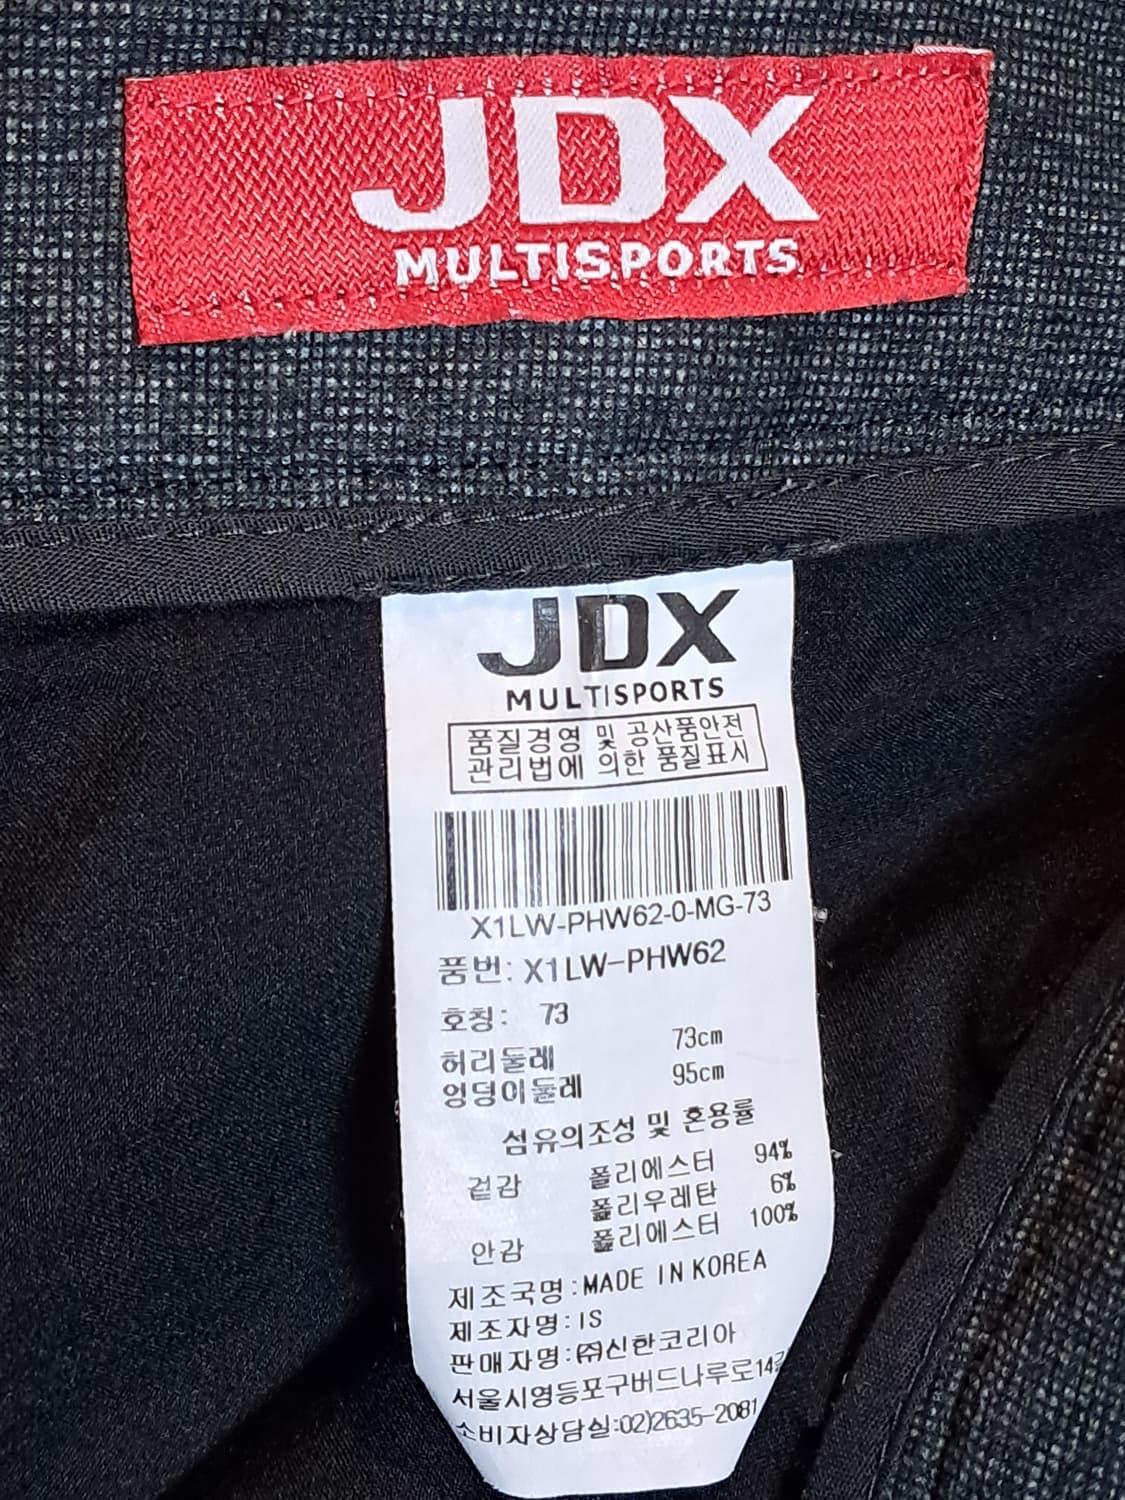 JDX
MULTISPORTS
JDX
MULTISPORTS
품질경영 및 공산품안전
관리법에 의한 품질표시
X1LW-PHW62-0-MG-73
품번: X1LW-PHW62
호칭: 73
허리둘레 73cm
엉덩이둘레 95cm
섬유의조성 및 혼용률
겉감 폴리에스터 94%
폴리우레탄 6%
안감 폴리에스터 100%
제조국명:MADE IN KOREA
제조자명:IS
판매자명:㈜신한코리아
서울시영등포구버드나루로14길
소비자상담실:02)2635-2081